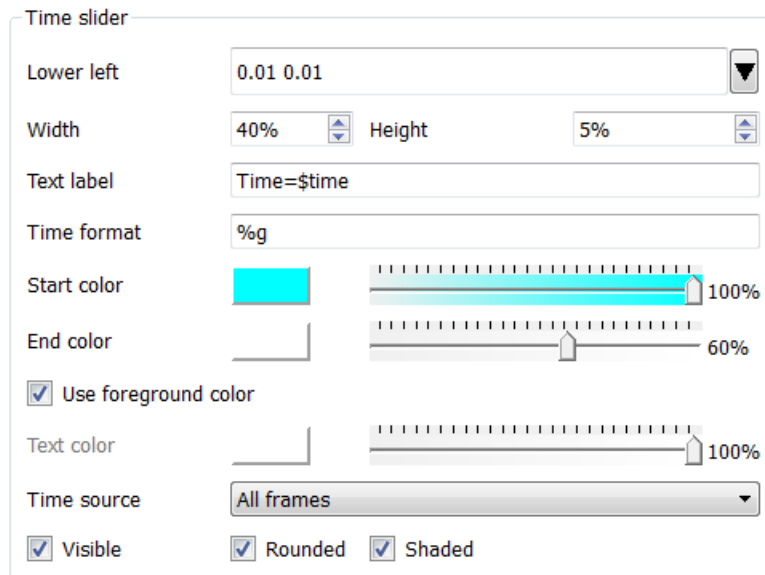 Time slider
Lower left 0.01 0.01
Width 40% Height 5%
Text label Time=$time
Time format %g
Start color 100%
End color 60%
Use foreground color
Text color 100%
Time source All frames
Visible Rounded Shaded